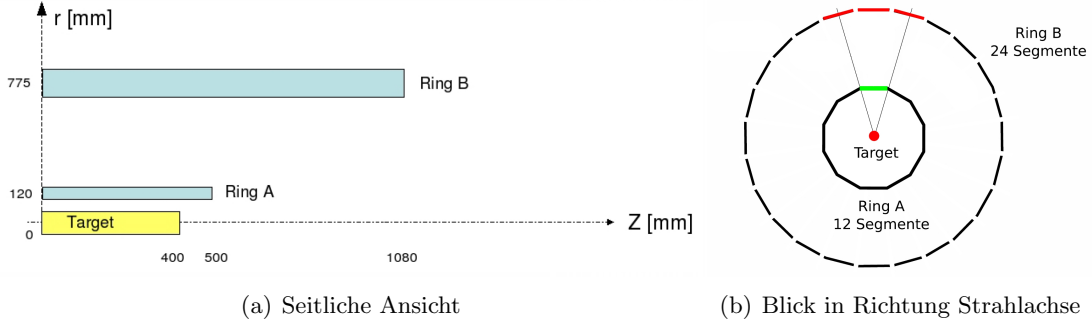 r [mm]
775
Ring B
120
Ring A
Target
0
Z [mm]
400 500 1080
(a) Seitliche Ansicht
Ring B
24 Segmente
Target
Ring A
12 Segmente
(b) Blick in Richtung Strahlachse